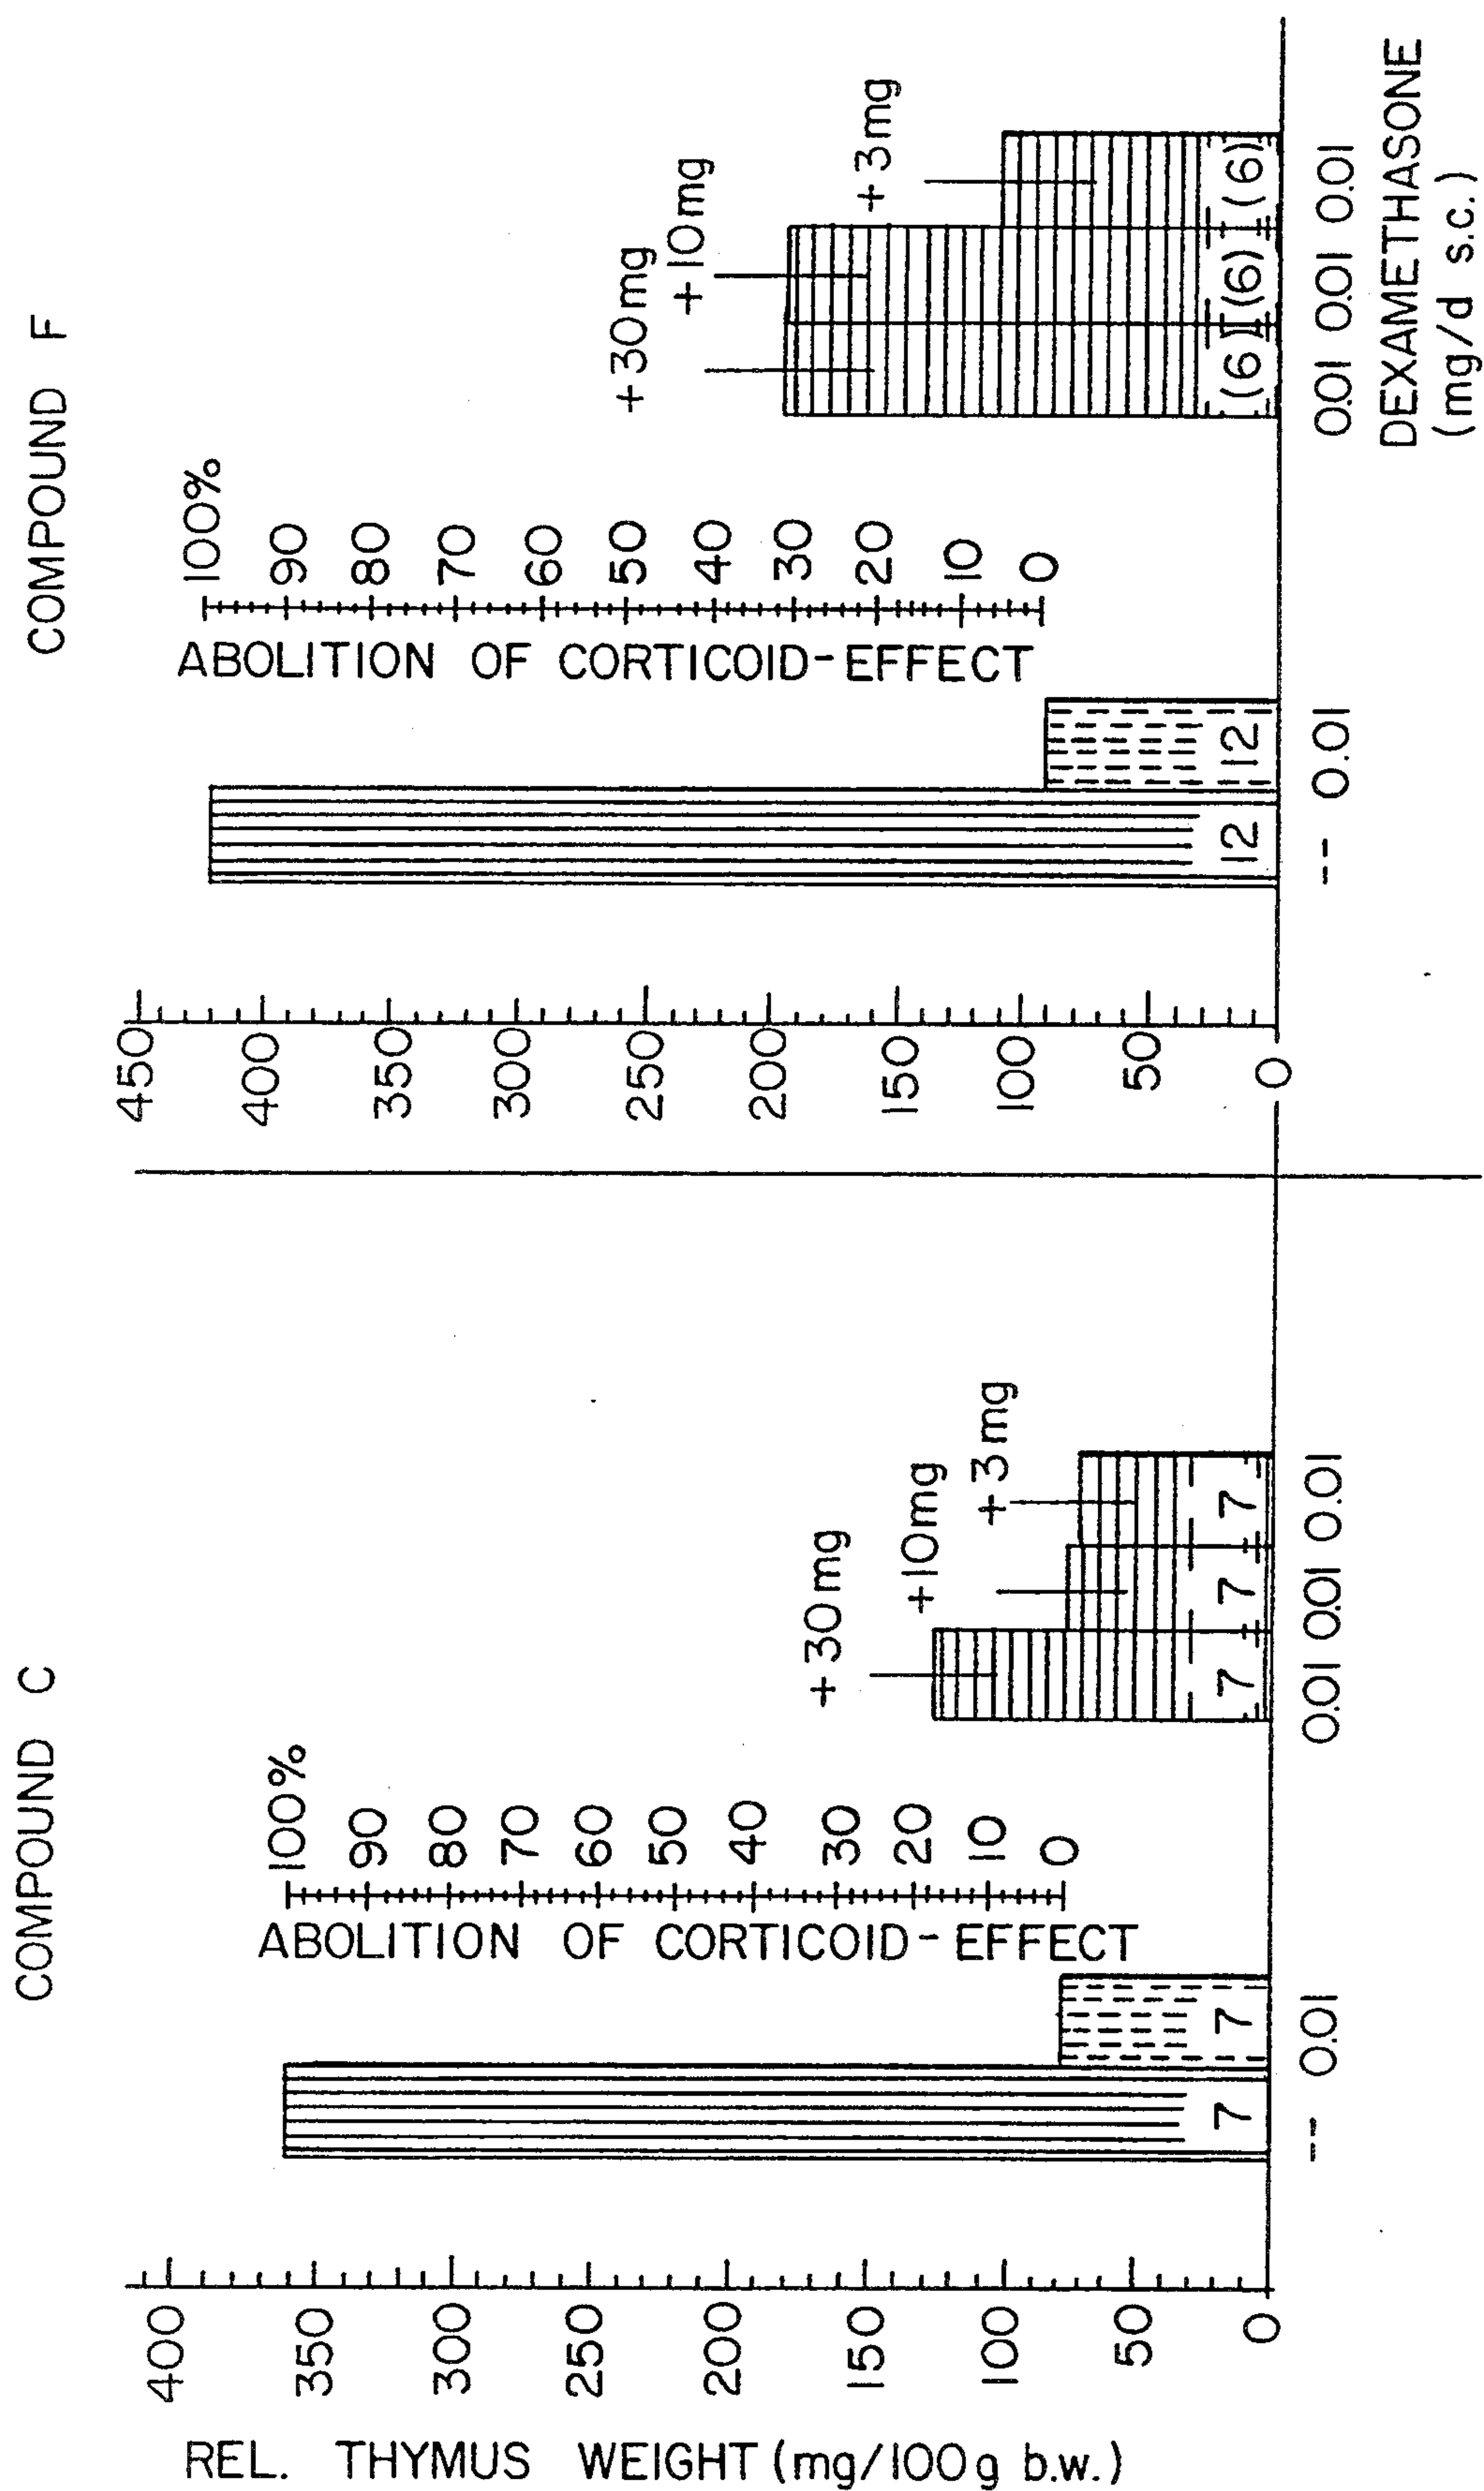 COMPOUND C
REL. THYMUS WEIGHT (mg/100g b.w.)
400
350
300
250
200
150
100
50
0
7
7
ABOLITION OF CORTICOID-EFFECT
100%
90
80
70
60
50
40
30
20
10
0
+30mg
+10mg
+3mg
7 7 7
-- 0.01 0.01 0.01 0.01
COMPOUND F
450
400
350
300
250
200
150
100
50
0
12
12
ABOLITION OF CORTICOID-EFFECT
100%
90
80
70
60
50
40
30
20
10
0
+30mg
+10mg
+3mg
(6) (6) (6)
-- 0.01 0.01 0.01 0.01
DEXAMETHASONE
(mg/d s.c.)